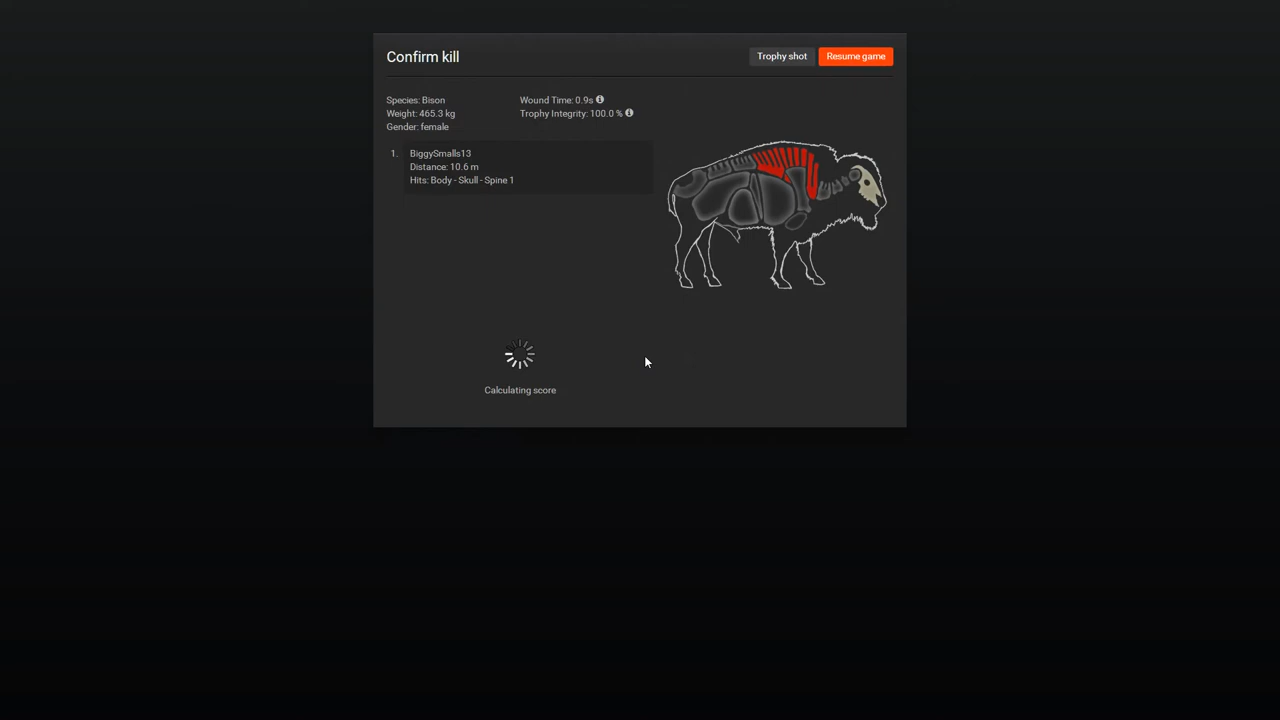 Confirm kill
Trophy shot
Resume game
Species: Bison
Weight: 465.3 kg
Gender: female
Wound Time: 0.9s
Trophy Integrity: 100.0 %
1.
BiggySmalls13
Distance: 10.6 m
Hits: Body - Skull - Spine 1
Calculating score